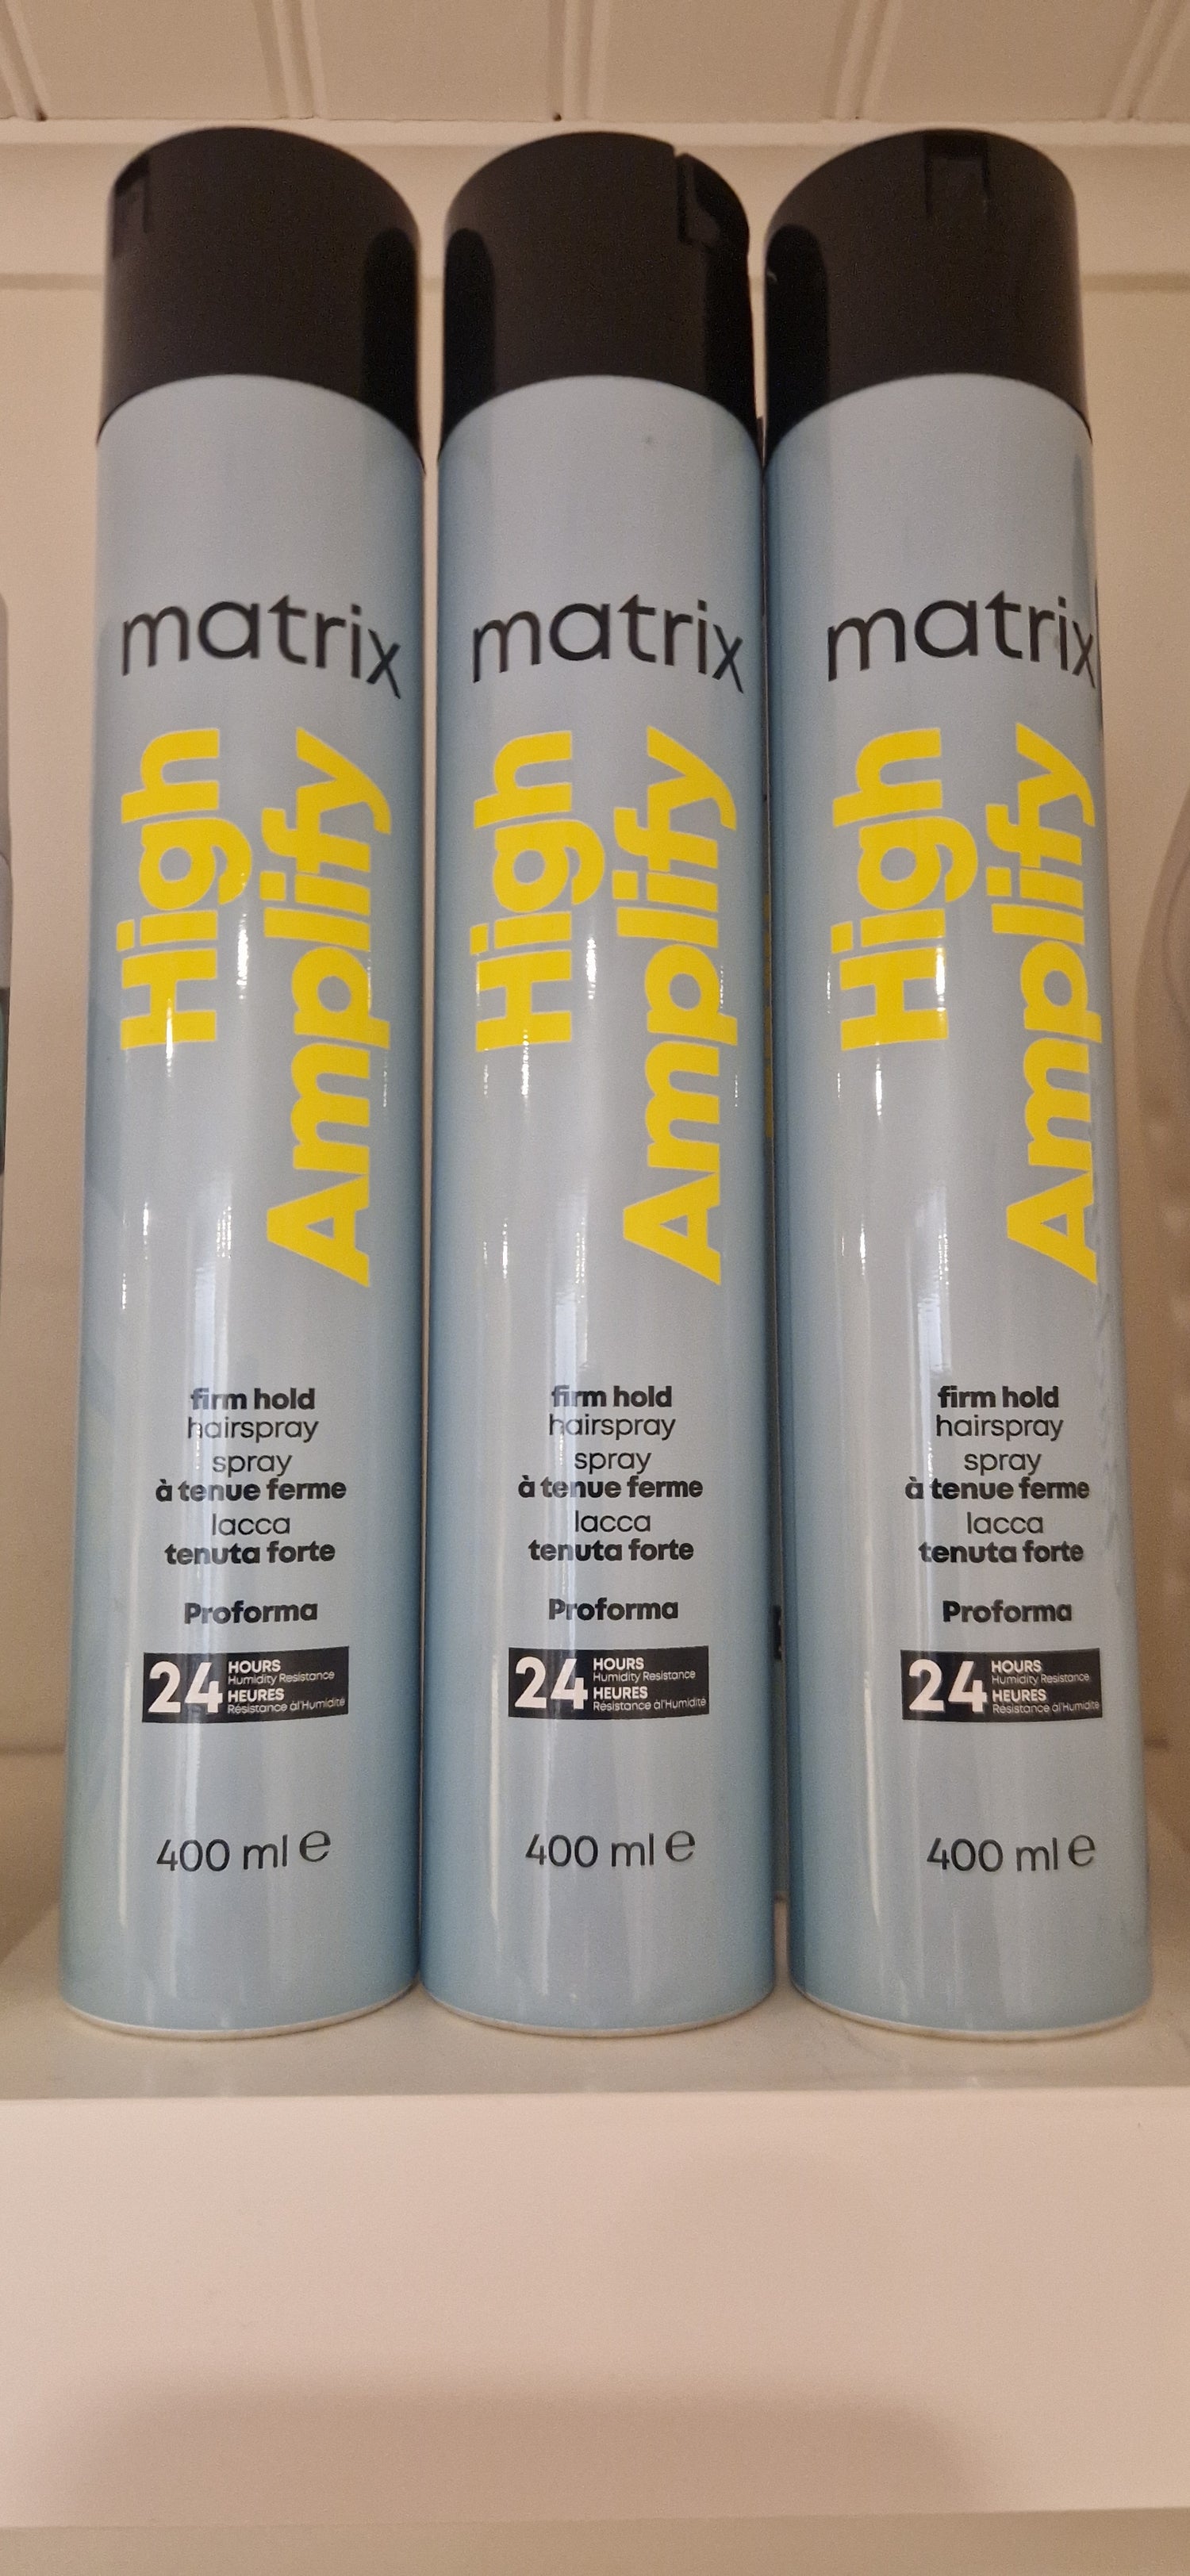 matrix
High
Amplify
firm hold
hairspray
spray
à tenue ferme
lacca
tenuta forte
Proforma
24 HOURS
Humidity Resistance
HEURES
Résistance à l'Humidité
400 ml e
matrix
High
Amplify
firm hold
hairspray
spray
à tenue ferme
lacca
tenuta forte
Proforma
24 HOURS
Humidity Resistance
HEURES
Résistance à l'Humidité
400 ml e
matrix
High
Amplify
firm hold
hairspray
spray
à tenue ferme
lacca
tenuta forte
Proforma
24 HOURS
Humidity Resistance
HEURES
Résistance à l'Humidité
400 ml e